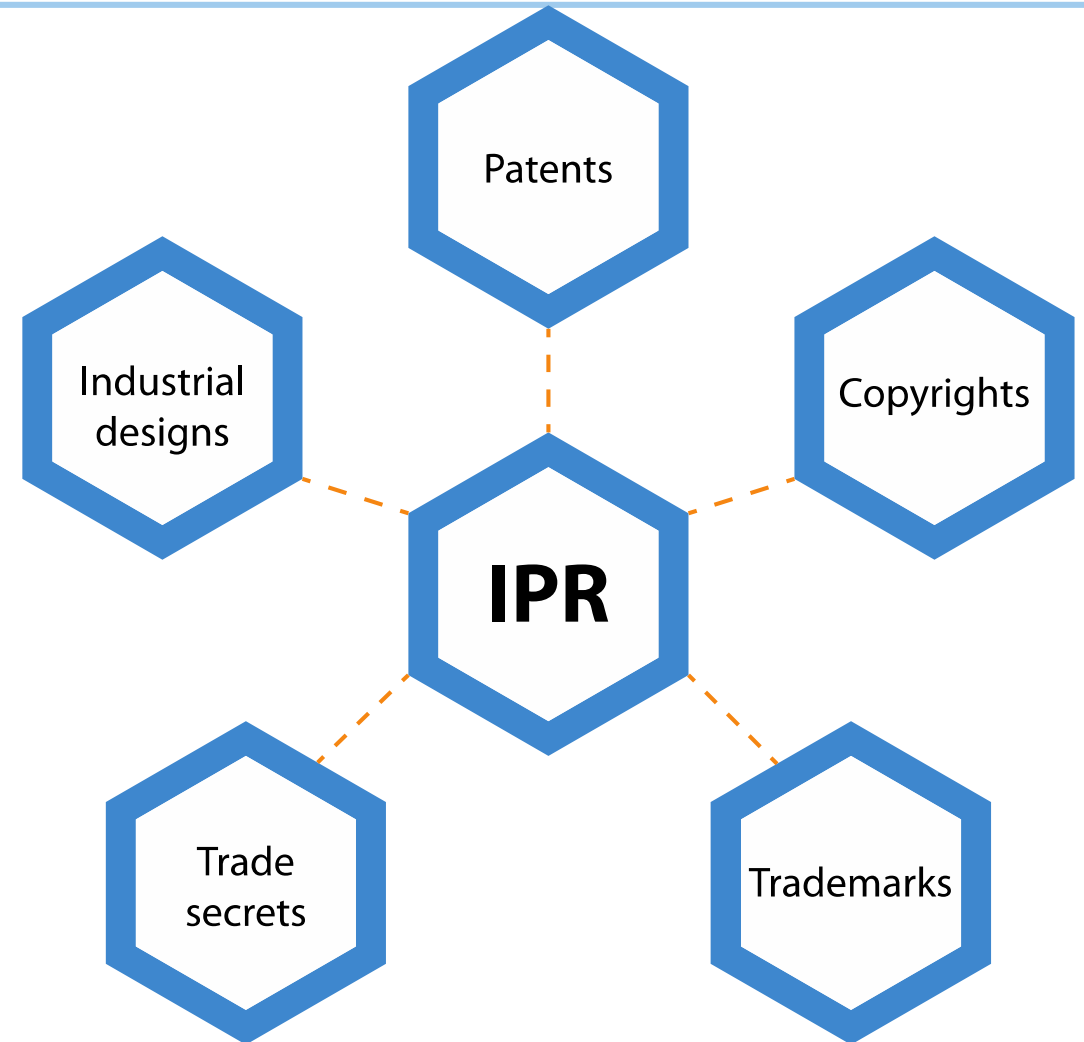 Patents
Industrial
designs
Copyrights
IPR
Trade
secrets
Trademarks